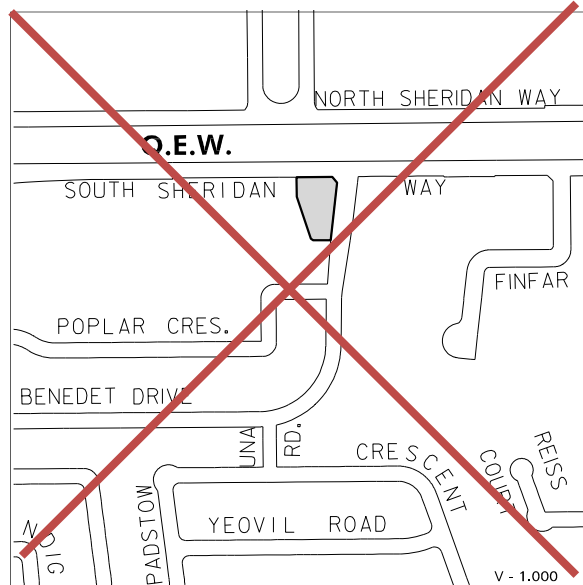 NORTH SHERIDAN WAY
Q.E.W.
SOUTH SHERIDAN WAY
FINFAR
POPLAR CRES.
BENEDET DRIVE
UNA RD.
CRESCENT
COURT
REISS
PADSTOW
YEOVIL ROAD
V - 1.000